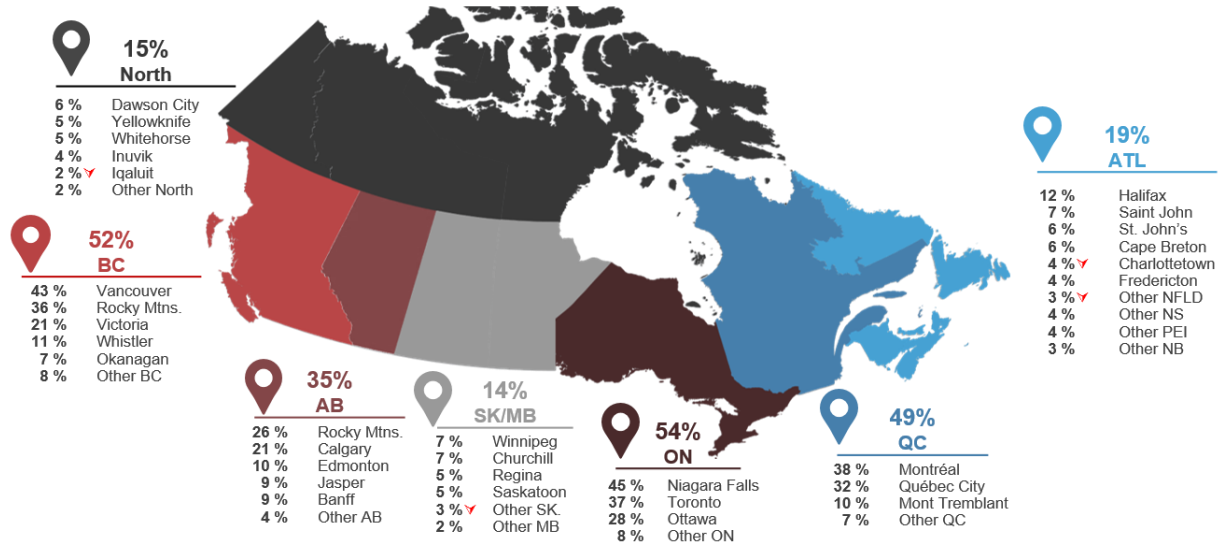 15%
North
6 % Dawson City
5 % Yellowknife
5 % Whitehorse
4 % Inuvik
2 % Iqaluit
2 % Other North
52%
BC
43 % Vancouver
36 % Rocky Mtns.
21 % Victoria
11 % Whistler
7 % Okanagan
8 % Other BC
35%
AB
26 % Rocky Mtns.
21 % Calgary
10 % Edmonton
9 % Jasper
9 % Banff
4 % Other AB
14%
SK/MB
7 % Winnipeg
7 % Churchill
5 % Regina
5 % Saskatoon
3 % Other SK.
2 % Other MB
54%
ON
45 % Niagara Falls
37 % Toronto
28 % Ottawa
8 % Other ON
49%
QC
38 % Montréal
32 % Québec City
10 % Mont Tremblant
7 % Other QC
19%
ATL
12 % Halifax
7 % Saint John
6 % St. John's
6 % Cape Breton
4 % Charlottetown
4 % Fredericton
3 % Other NFLD
4 % Other NS
4 % Other PEI
3 % Other NB